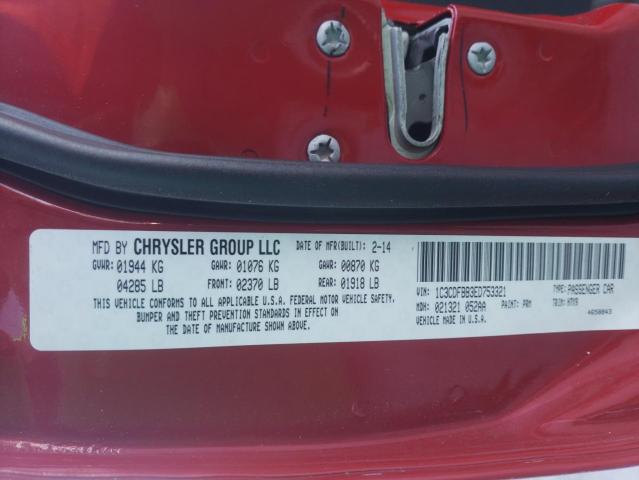 MFD BY CHRYSLER GROUP LLC DATE OF MFR(BUILT): 2-14
GVWR: 01944 KG GAWR: 01076 KG GAWR: 00870 KG
04285 LB FRONT: 02370 LB REAR: 01918 LB
THIS VEHICLE CONFORMS TO ALL APPLICABLE U.S.A. FEDERAL MOTOR VEHICLE SAFETY,
BUMPER AND THEFT PREVENTION STANDARDS IN EFFECT ON
THE DATE OF MANUFACTURE SHOWN ABOVE.
VIN: 1C3CDFBB3ED753321 TYPE: PASSENGER CAR
MDH: 021321 052AA PAINT: PRM TRIM:
VEHICLE MADE IN U.S.A. 4658043